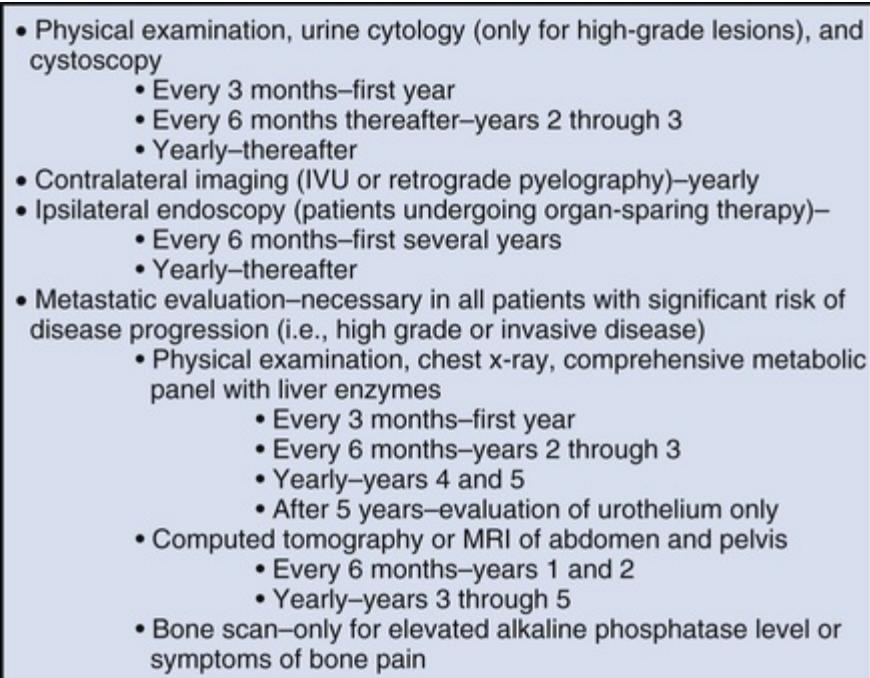 • Physical examination, urine cytology (only for high-grade lesions), and
cystoscopy
• Every 3 months–first year
• Every 6 months thereafter–years 2 through 3
• Yearly–thereafter
• Contralateral imaging (IVU or retrograde pyelography)–yearly
• Ipsilateral endoscopy (patients undergoing organ-sparing therapy)–
• Every 6 months–first several years
• Yearly–thereafter
• Metastatic evaluation–necessary in all patients with significant risk of
disease progression (i.e., high grade or invasive disease)
• Physical examination, chest x-ray, comprehensive metabolic
panel with liver enzymes
• Every 3 months–first year
• Every 6 months–years 2 through 3
• Yearly–years 4 and 5
• After 5 years–evaluation of urothelium only
• Computed tomography or MRI of abdomen and pelvis
• Every 6 months–years 1 and 2
• Yearly–years 3 through 5
• Bone scan–only for elevated alkaline phosphatase level or
symptoms of bone pain